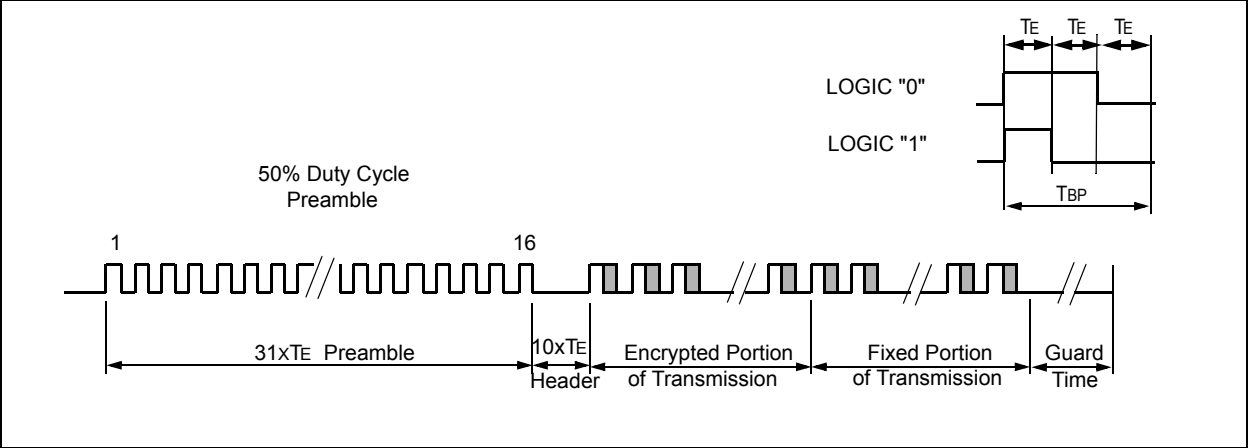 TE TE TE
LOGIC "0"
LOGIC "1"
TBP
50% Duty Cycle
Preamble
1
16
31XTE Preamble
10xTE
Header
Encrypted Portion
of Transmission
Fixed Portion
of Transmission
Guard
Time